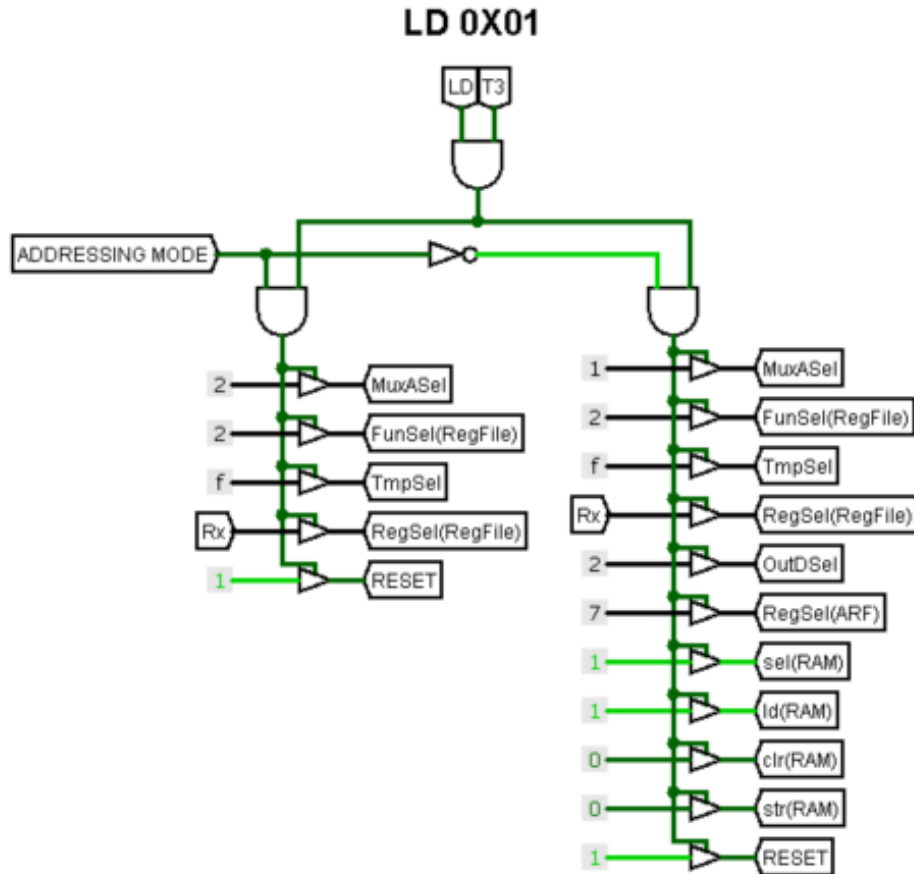 LD 0X01
LD T3
ADDRESSING MODE
2 MuxASel
2 FunSel(RegFile)
f TmpSel
Rx RegSel(RegFile)
1 RESET
1 MuxASel
2 FunSel(RegFile)
f TmpSel
Rx RegSel(RegFile)
2 OutDSel
7 RegSel(ARF)
1 sel(RAM)
1 ld(RAM)
0 clr(RAM)
0 str(RAM)
1 RESET